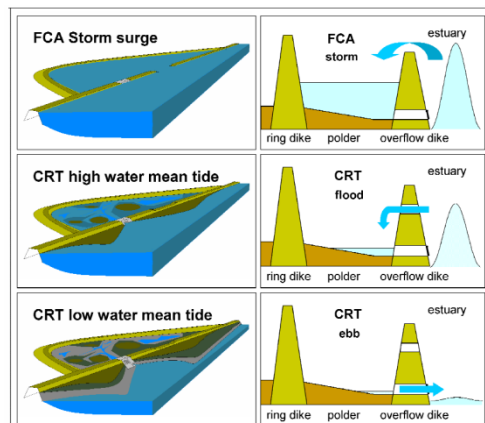 FCA Storm surge
FCA
storm
estuary
ring dike polder overflow dike
CRT high water mean tide
CRT
flood
estuary
ring dike polder overflow dike
CRT low water mean tide
CRT
ebb
estuary
ring dike polder overflow dike